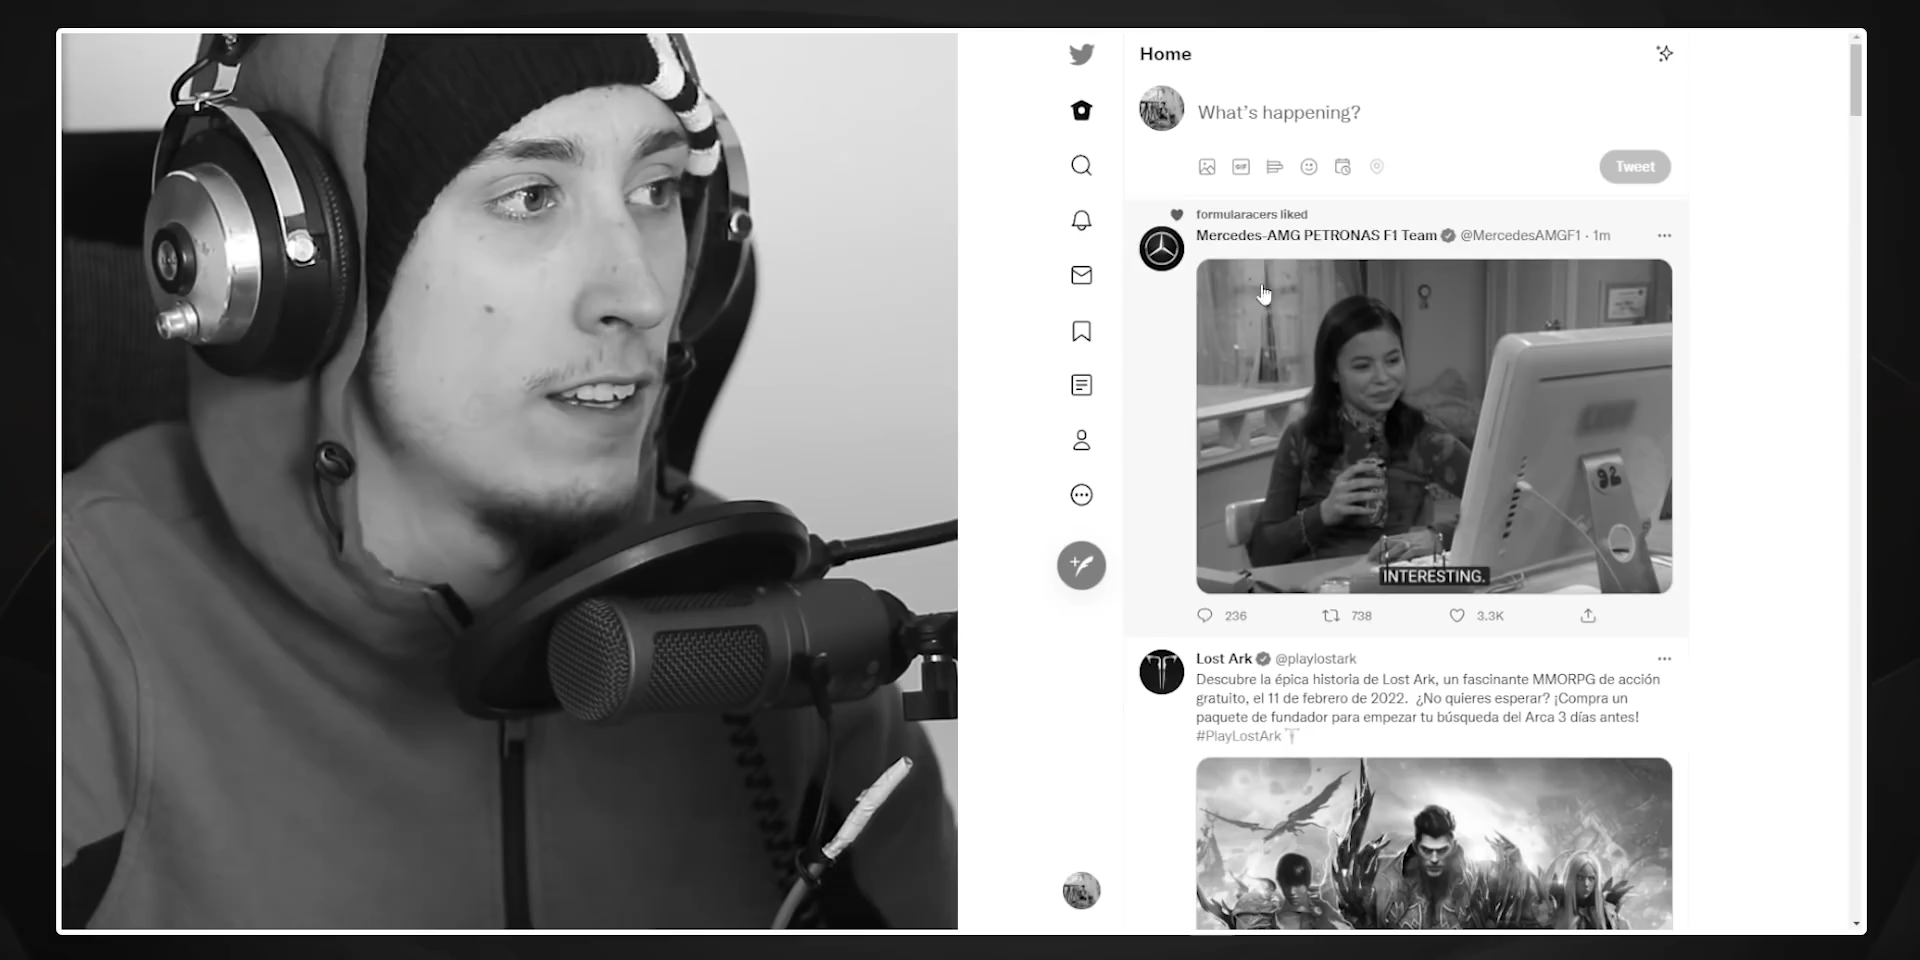 Home
What's happening?
GIF
Tweet
formularacers liked
Mercedes-AMG PETRONAS F1 Team @MercedesAMGF1 · 1m
92
INTERESTING.
236 738 3.3K
Lost Ark @playlostark
Descubre la épica historia de Lost Ark, un fascinante MMORPG de acción
gratuito, el 11 de febrero de 2022. ¿No quieres esperar? ¡Compra un
paquete de fundador para empezar tu búsqueda del Arca 3 días antes!
#PlayLostArk